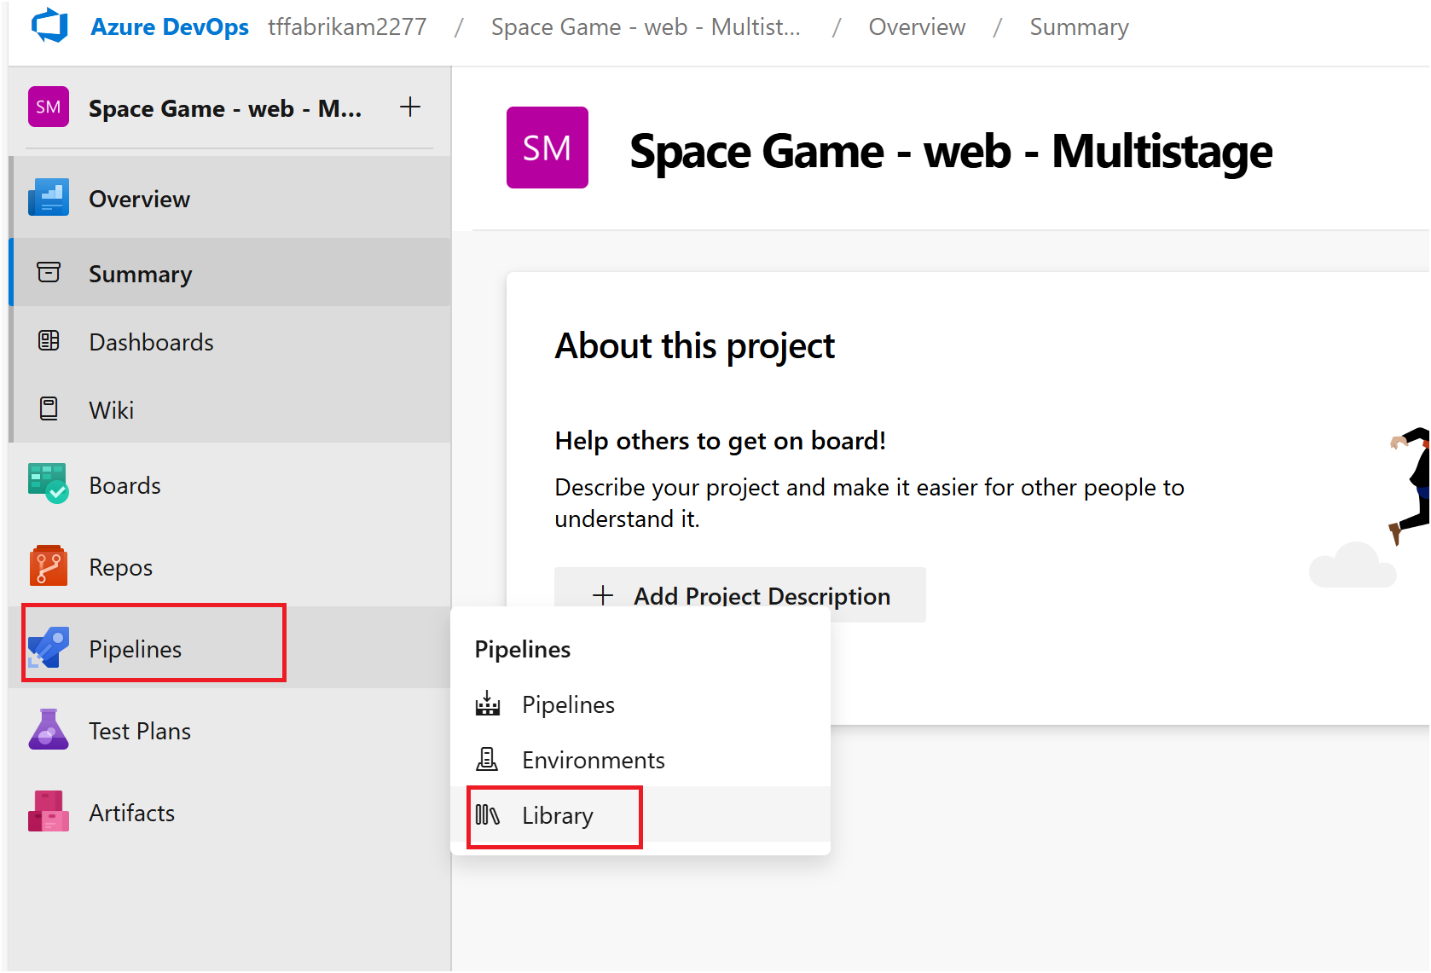 Azure DevOps tffabrikam2277 / Space Game - web - Multist... / Overview / Summary
SM Space Game - web - M... +
SM Space Game - web - Multistage
Overview
Summary
Dashboards
Wiki
Boards
Repos
Pipelines
Test Plans
Artifacts
About this project
Help others to get on board!
Describe your project and make it easier for other people to
understand it.
+ Add Project Description
Pipelines
Pipelines
Environments
Library